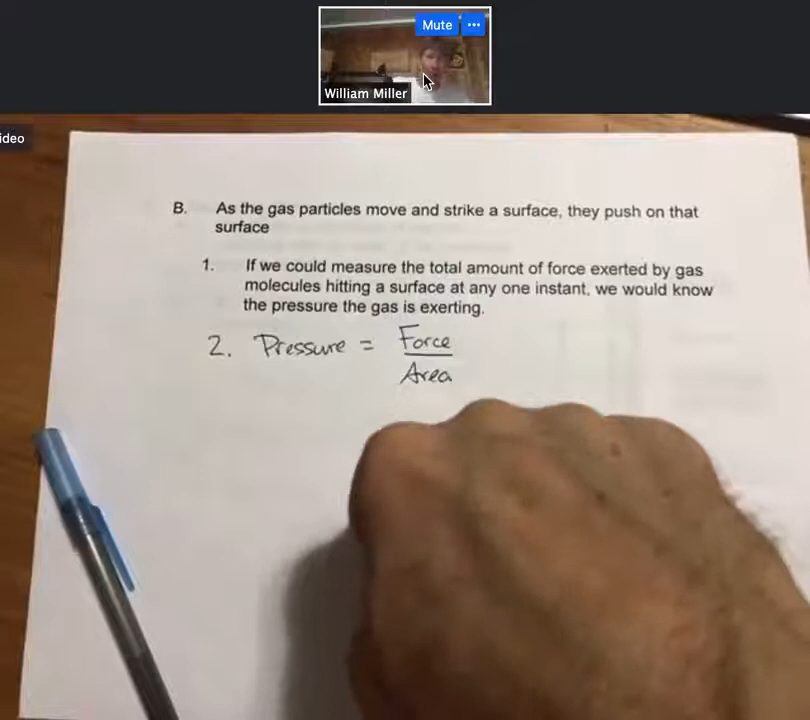 Mute ...
William Miller
ideo
B. As the gas particles move and strike a surface, they push on that
surface
1. If we could measure the total amount of force exerted by gas
molecules hitting a surface at any one instant, we would know
the pressure the gas is exerting.
2. Pressure = Force
Area